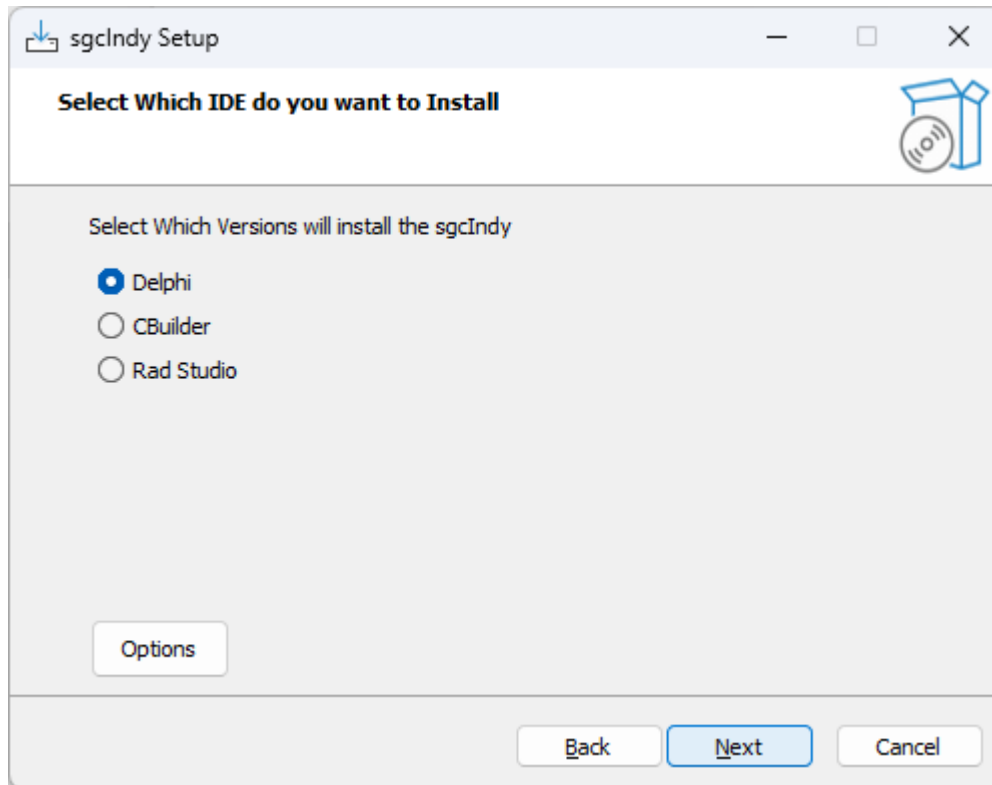 sgcIndy Setup
Select Which IDE do you want to Install
Select Which Versions will install the sgcIndy
Delphi
CBuilder
Rad Studio
Options
Back
Next
Cancel